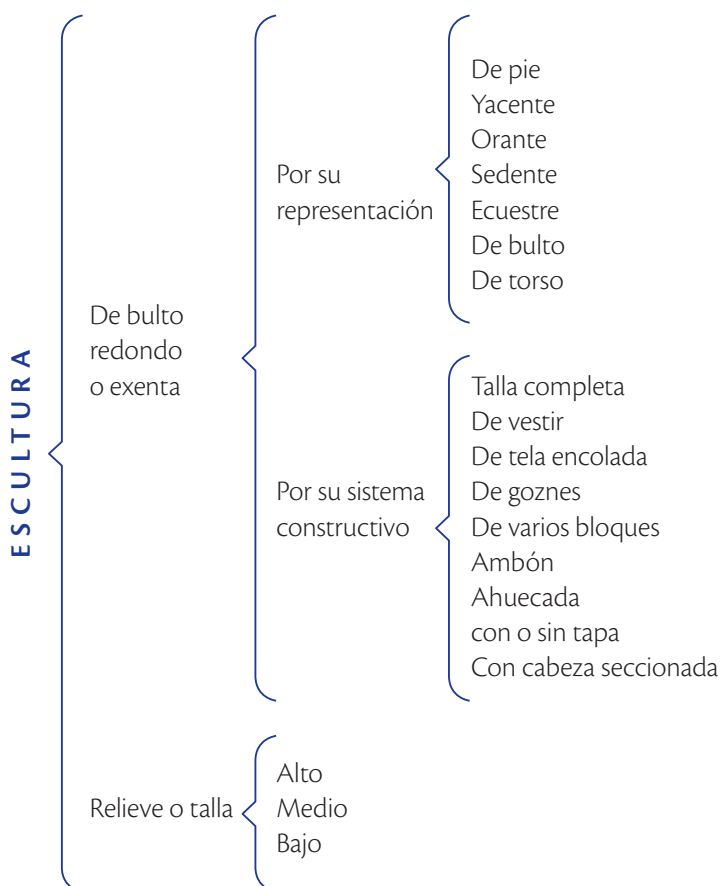 ESCULTURA
De bulto
redondo
o exenta
Por su
representación
De pie
Yacente
Orante
Sedente
Ecuestre
De bulto
De torso
Por su sistema
constructivo
Talla completa
De vestir
De tela encolada
De goznes
De varios bloques
Ambón
Ahuecada
con o sin tapa
Con cabeza seccionada
Relieve o talla
Alto
Medio
Bajo